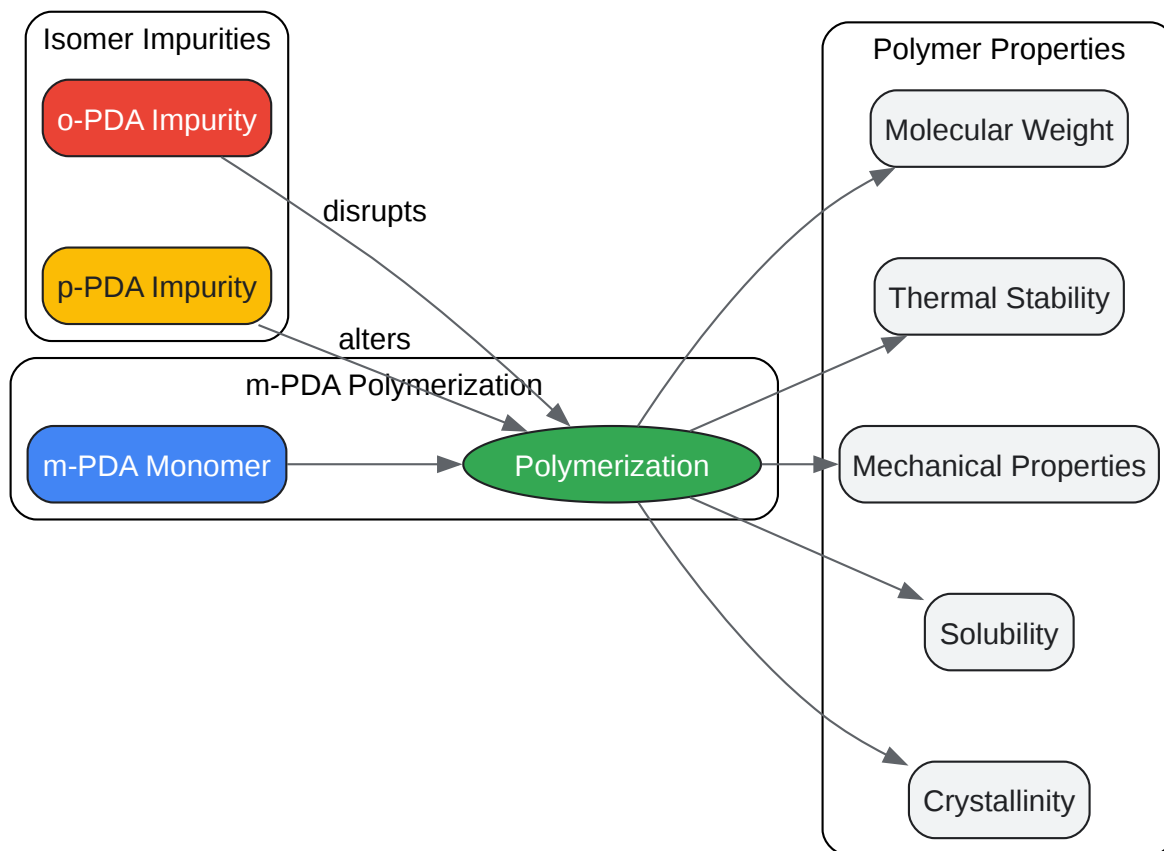 Isomer Impurities
o-PDA Impurity
p-PDA Impurity
disrupts
alters
m-PDA Polymerization
m-PDA Monomer
Polymerization
Polymer Properties
Molecular Weight
Thermal Stability
Mechanical Properties
Solubility
Crystallinity